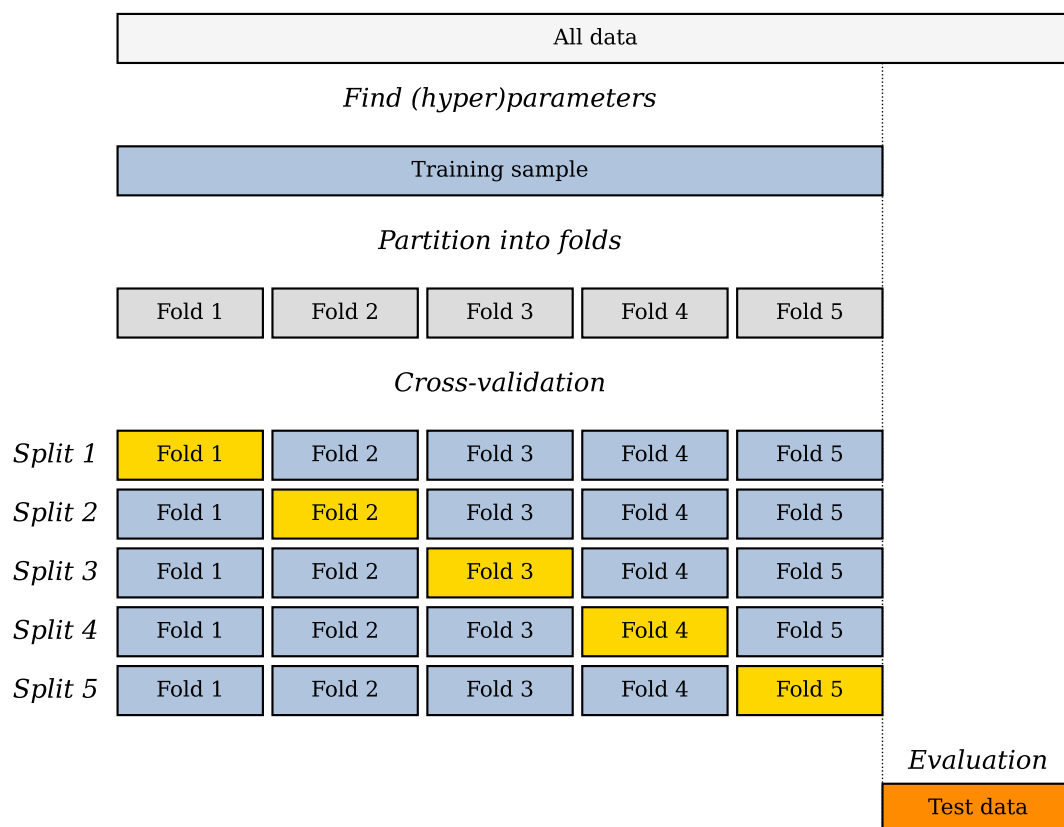 All data
Find (hyper)parameters
Training sample
Partition into folds
Fold 1 Fold 2 Fold 3 Fold 4 Fold 5
Cross-validation
Split 1 Fold 1 Fold 2 Fold 3 Fold 4 Fold 5
Split 2 Fold 1 Fold 2 Fold 3 Fold 4 Fold 5
Split 3 Fold 1 Fold 2 Fold 3 Fold 4 Fold 5
Split 4 Fold 1 Fold 2 Fold 3 Fold 4 Fold 5
Split 5 Fold 1 Fold 2 Fold 3 Fold 4 Fold 5
Evaluation
Test data